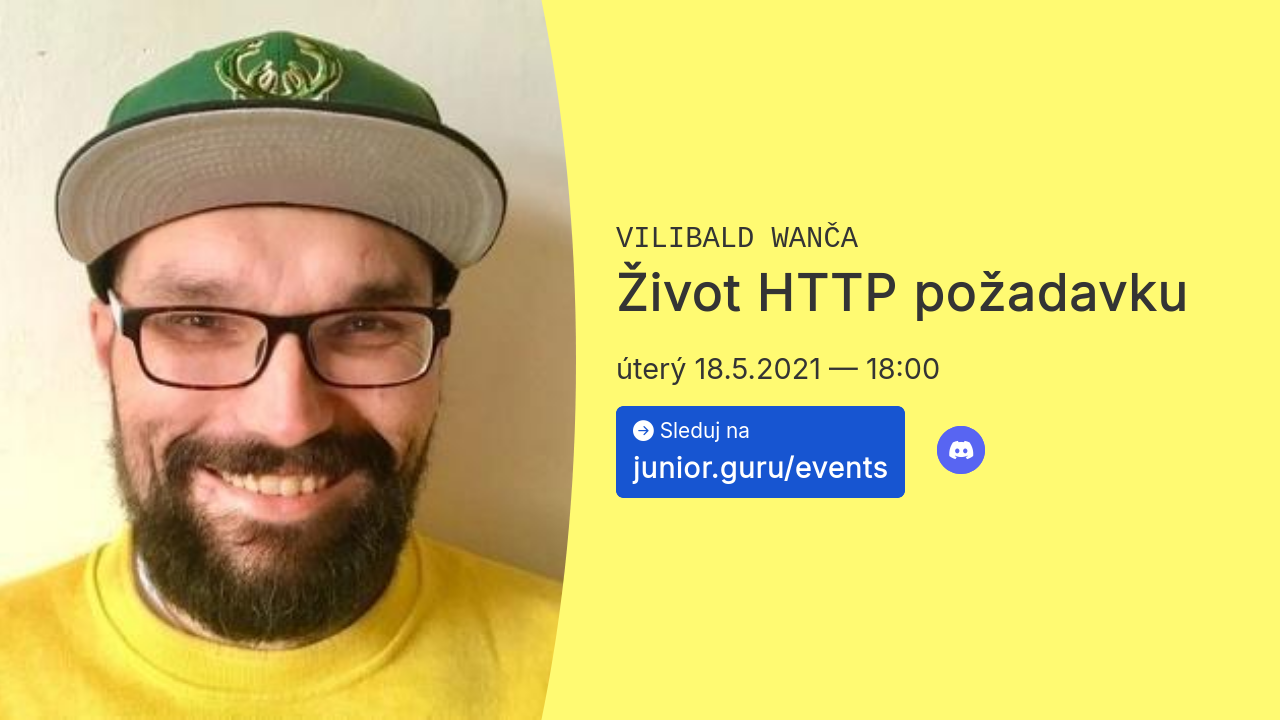 VILIBALD WANČA
Život HTTP požadavku
úterý 18.5.2021 — 18:00
Sleduj na
junior.guru/events